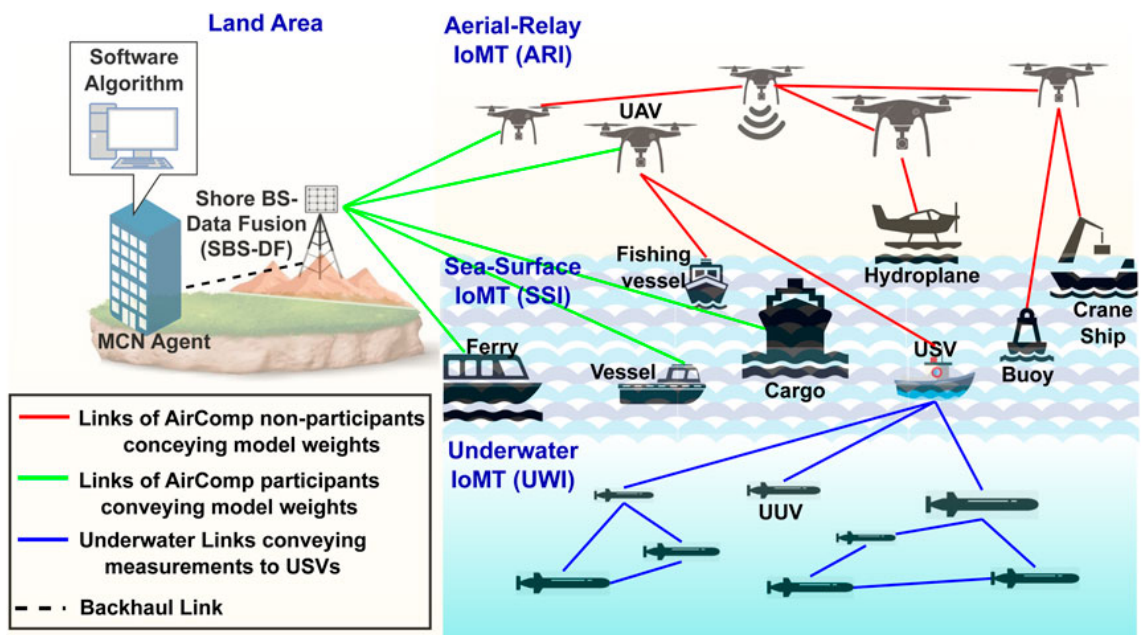 Land Area
Software
Algorithm
Shore BS-
Data Fusion
(SBS-DF)
MCN Agent
Aerial-Relay
IoMT (ARI)
UAV
Fishing
vessel
Hydroplane
Sea-Surface
IoMT (SSI)
Crane
Ship
Ferry
Vessel
Cargo
USV
Buoy
Underwater
IoMT (UWI)
UUV
Links of AirComp non-participants
conveying model weights
Links of AirComp participants
conveying model weights
Underwater Links conveying
measurements to USVs
Backhaul Link